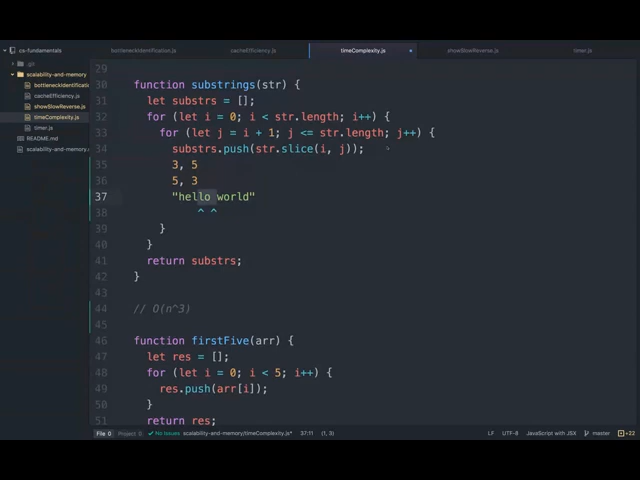 cs-fundamentals
bottleneckIdentification.js
cacheEfficiency.js
timeComplexity.js
showSlowReverse.js
timer.js
.git
scalability-and-memory
bottleneckIdentificatio
cacheEfficiency.js
showSlowReverse.js
timeComplexity.js
timer.js
README.md
scalability-and-memory.
29
30 function substrings(str) {
31 let substrs = [];
32 for (let i = 0; i < str.length; i++) {
33 for (let j = i + 1; j <= str.length; j++) {
34 substrs.push(str.slice(i, j));
35 3, 5
36 5, 3
37 "hello world"
38 ^ ^
39 }
40 }
41 return substrs;
42 }
43
44 // O(n^3)
45
46 function firstFive(arr) {
47 let res = [];
48 for (let i = 0; i < 5; i++) {
49 res.push(arr[i]);
50 }
51 return res;
File 0 Project 0 No Issues scalability-and-memory/timeComplexity.js* 37:11 (1, 3) LF UTF-8 JavaScript with JSX master +22